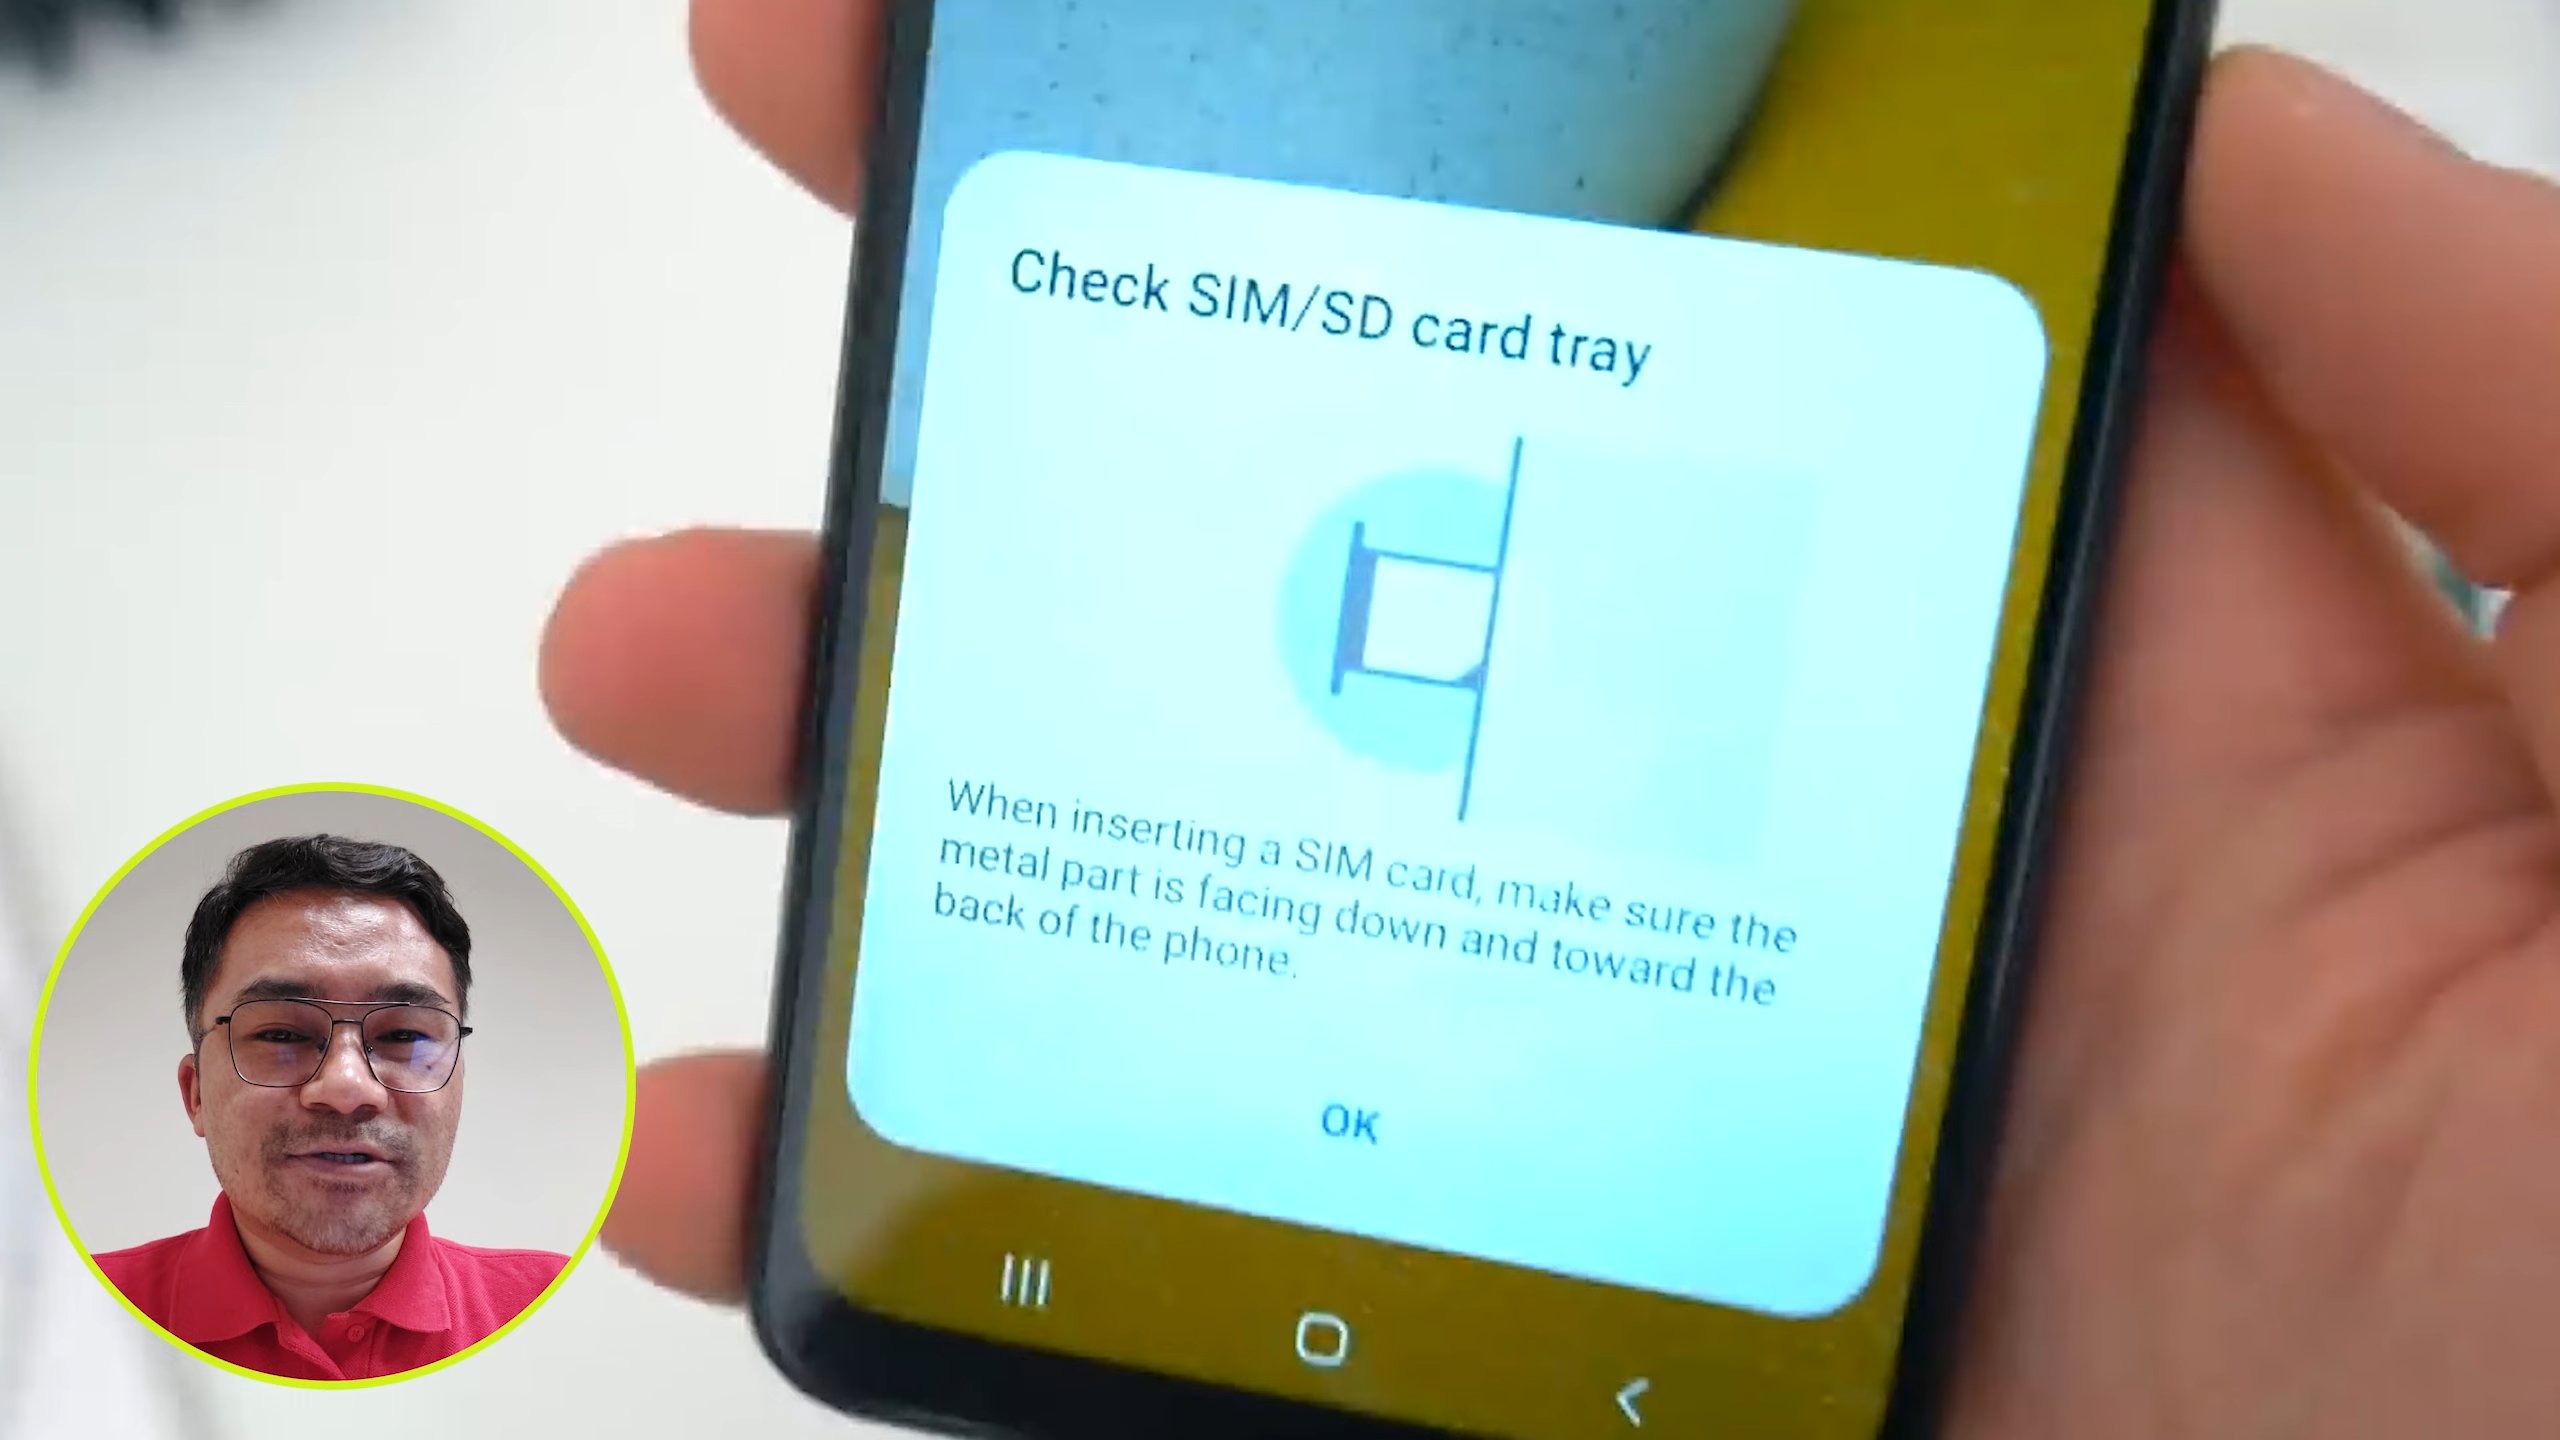 Check SIM/SD card tray
When inserting a SIM card, make sure the
metal part is facing down and toward the
back of the phone.
OK